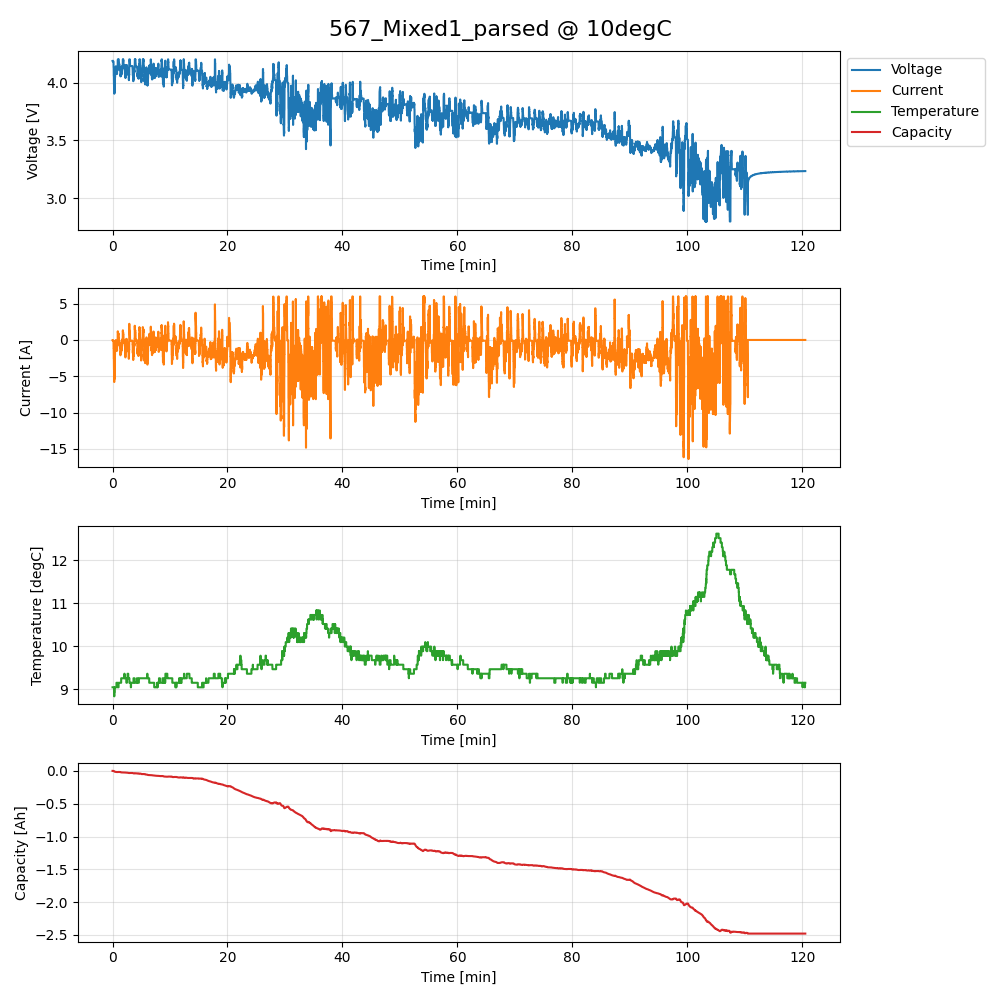 567_Mixed1_parsed @ 10degC
Voltage [V]
4.0
3.5
3.0
0 20 40 60 80 100 120
Time [min]
Voltage
Current
Temperature
Capacity
Current [A]
5
0
−5
−10
−15
0 20 40 60 80 100 120
Time [min]
Temperature [degC]
12
11
10
9
0 20 40 60 80 100 120
Time [min]
Capacity [Ah]
0.0
−0.5
−1.0
−1.5
−2.0
−2.5
0 20 40 60 80 100 120
Time [min]